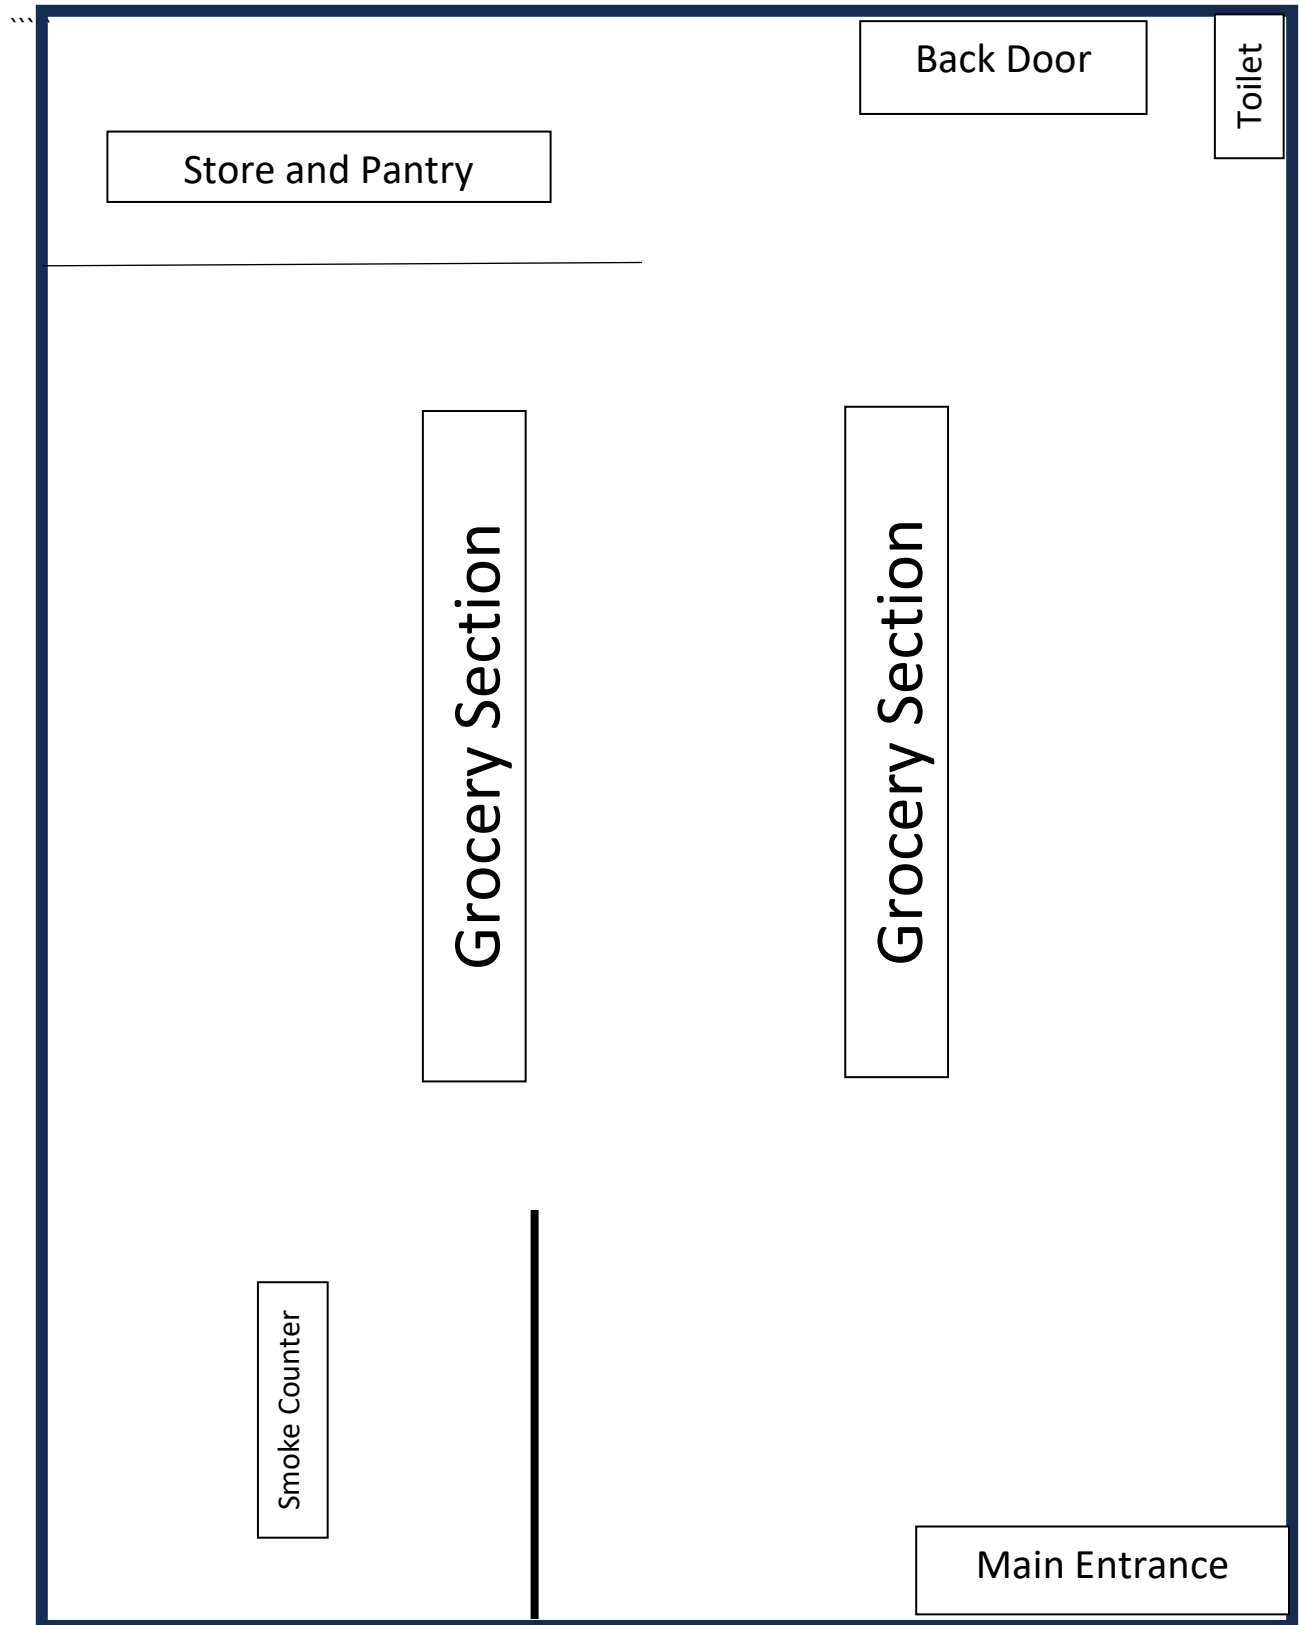 `````
Back Door
Toilet
Store and Pantry
Grocery Section
Grocery Section
Smoke Counter
Main Entrance